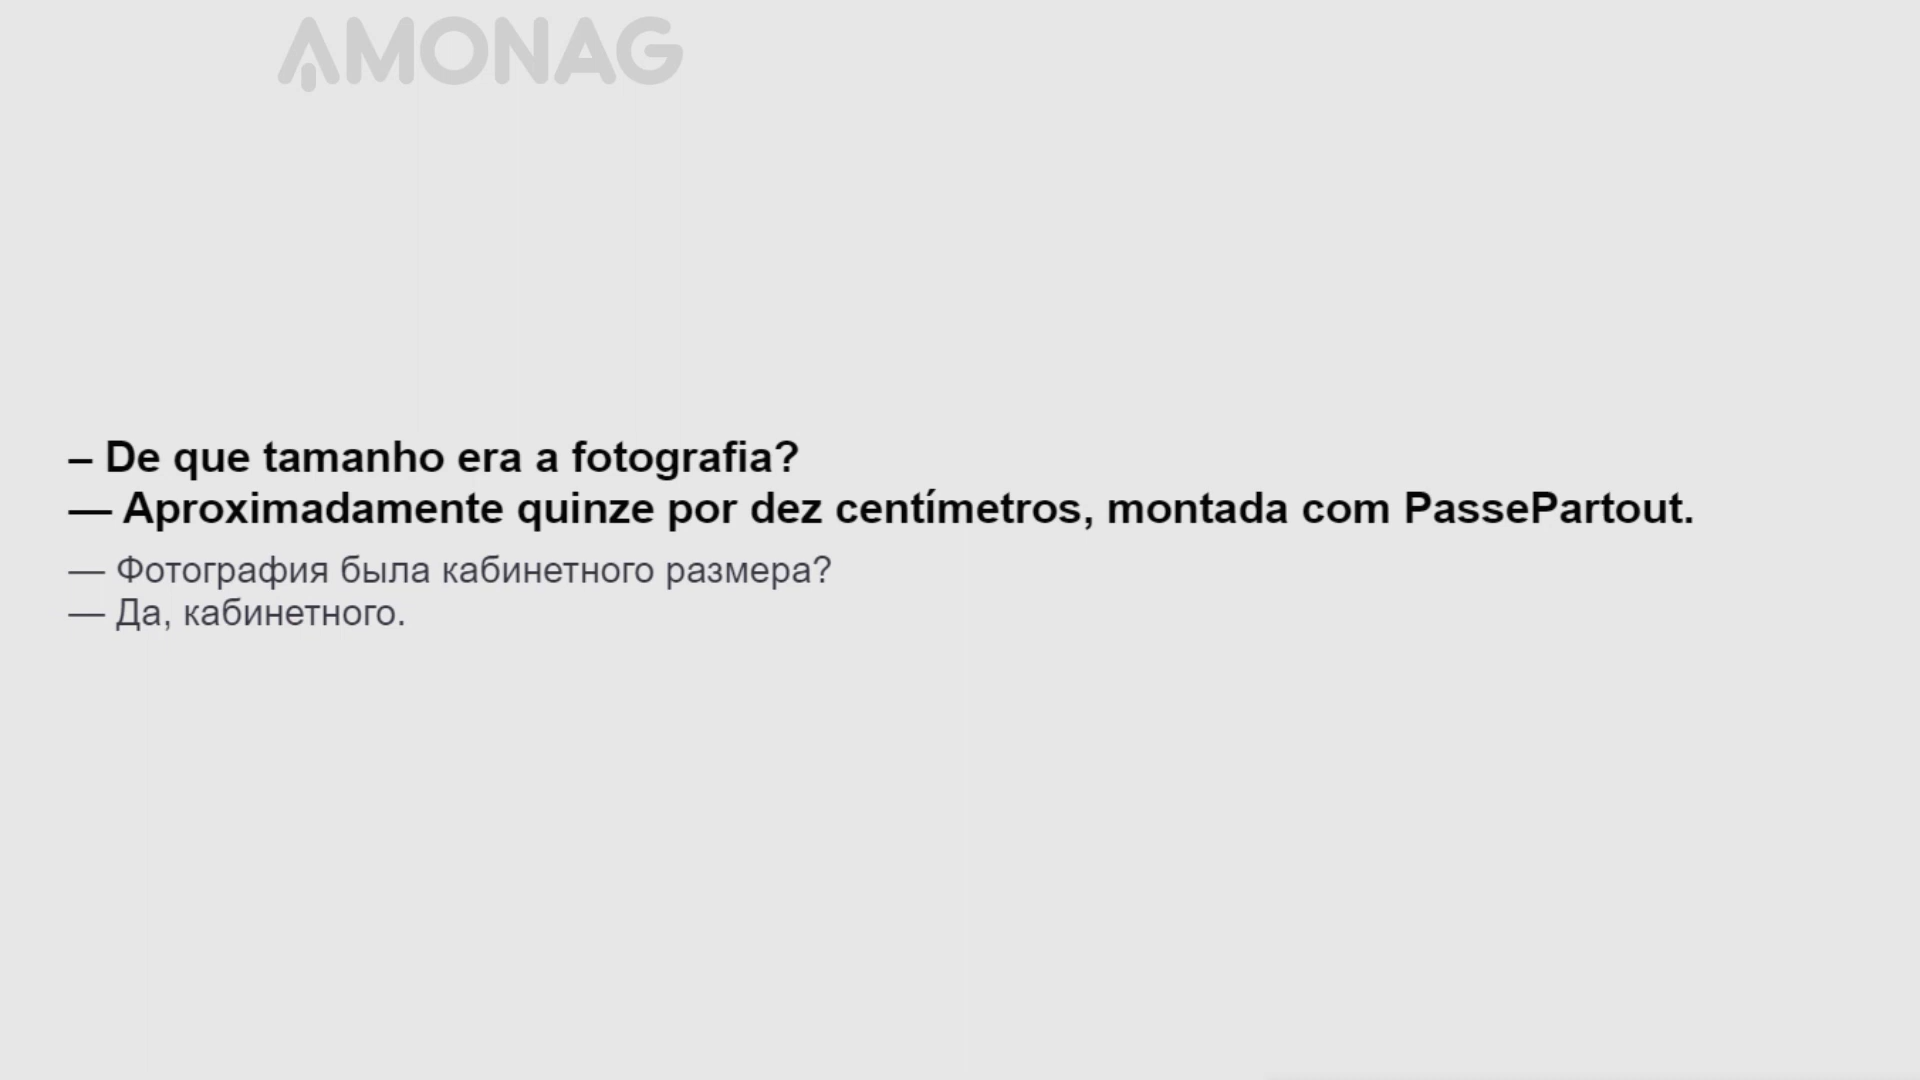 AMONAG
– De que tamanho era a fotografia?
— Aproximadamente quinze por dez centímetros, montada com PassePartout.
— Фотография была кабинетного размера?
— Да, кабинетного.